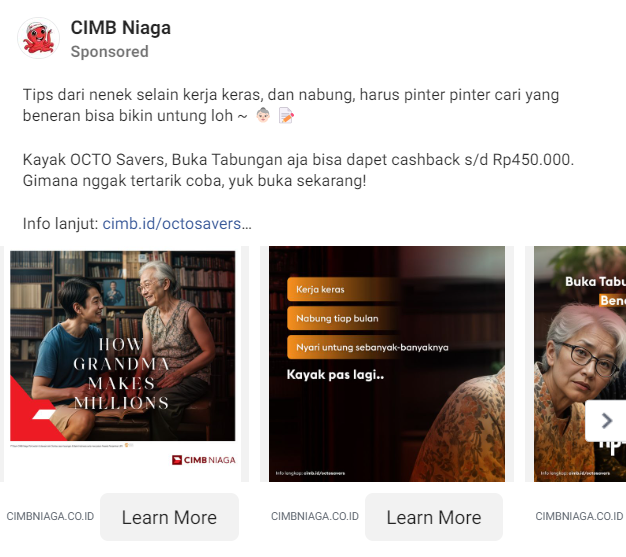 CIMB Niaga
Sponsored
Tips dari nenek selain kerja keras, dan nabung, harus pinter pinter cari yang
beneran bisa bikin untung loh ~ 👵 📝
Kayak OCTO Savers, Buka Tabungan aja bisa dapet cashback s/d Rp450.000.
Gimana nggak tertarik coba, yuk buka sekarang!
Info lanjut: cimb.id/octosavers…
HOW
GRANDMA
MAKES
MILLIONS
CIMB NIAGA
Kerja keras
Nabung tiap bulan
Nyari untung sebanyak-banyaknya
Kayak pas lagi..
Info lengkap: cimb.id/octosavers
Buka Tabu
Bene
Tip-
Info lengkap: cimb.id/octosavers
CIMBNIAGA.CO.ID
Learn More
CIMBNIAGA.CO.ID
Learn More
CIMBNIAGA.CO.ID